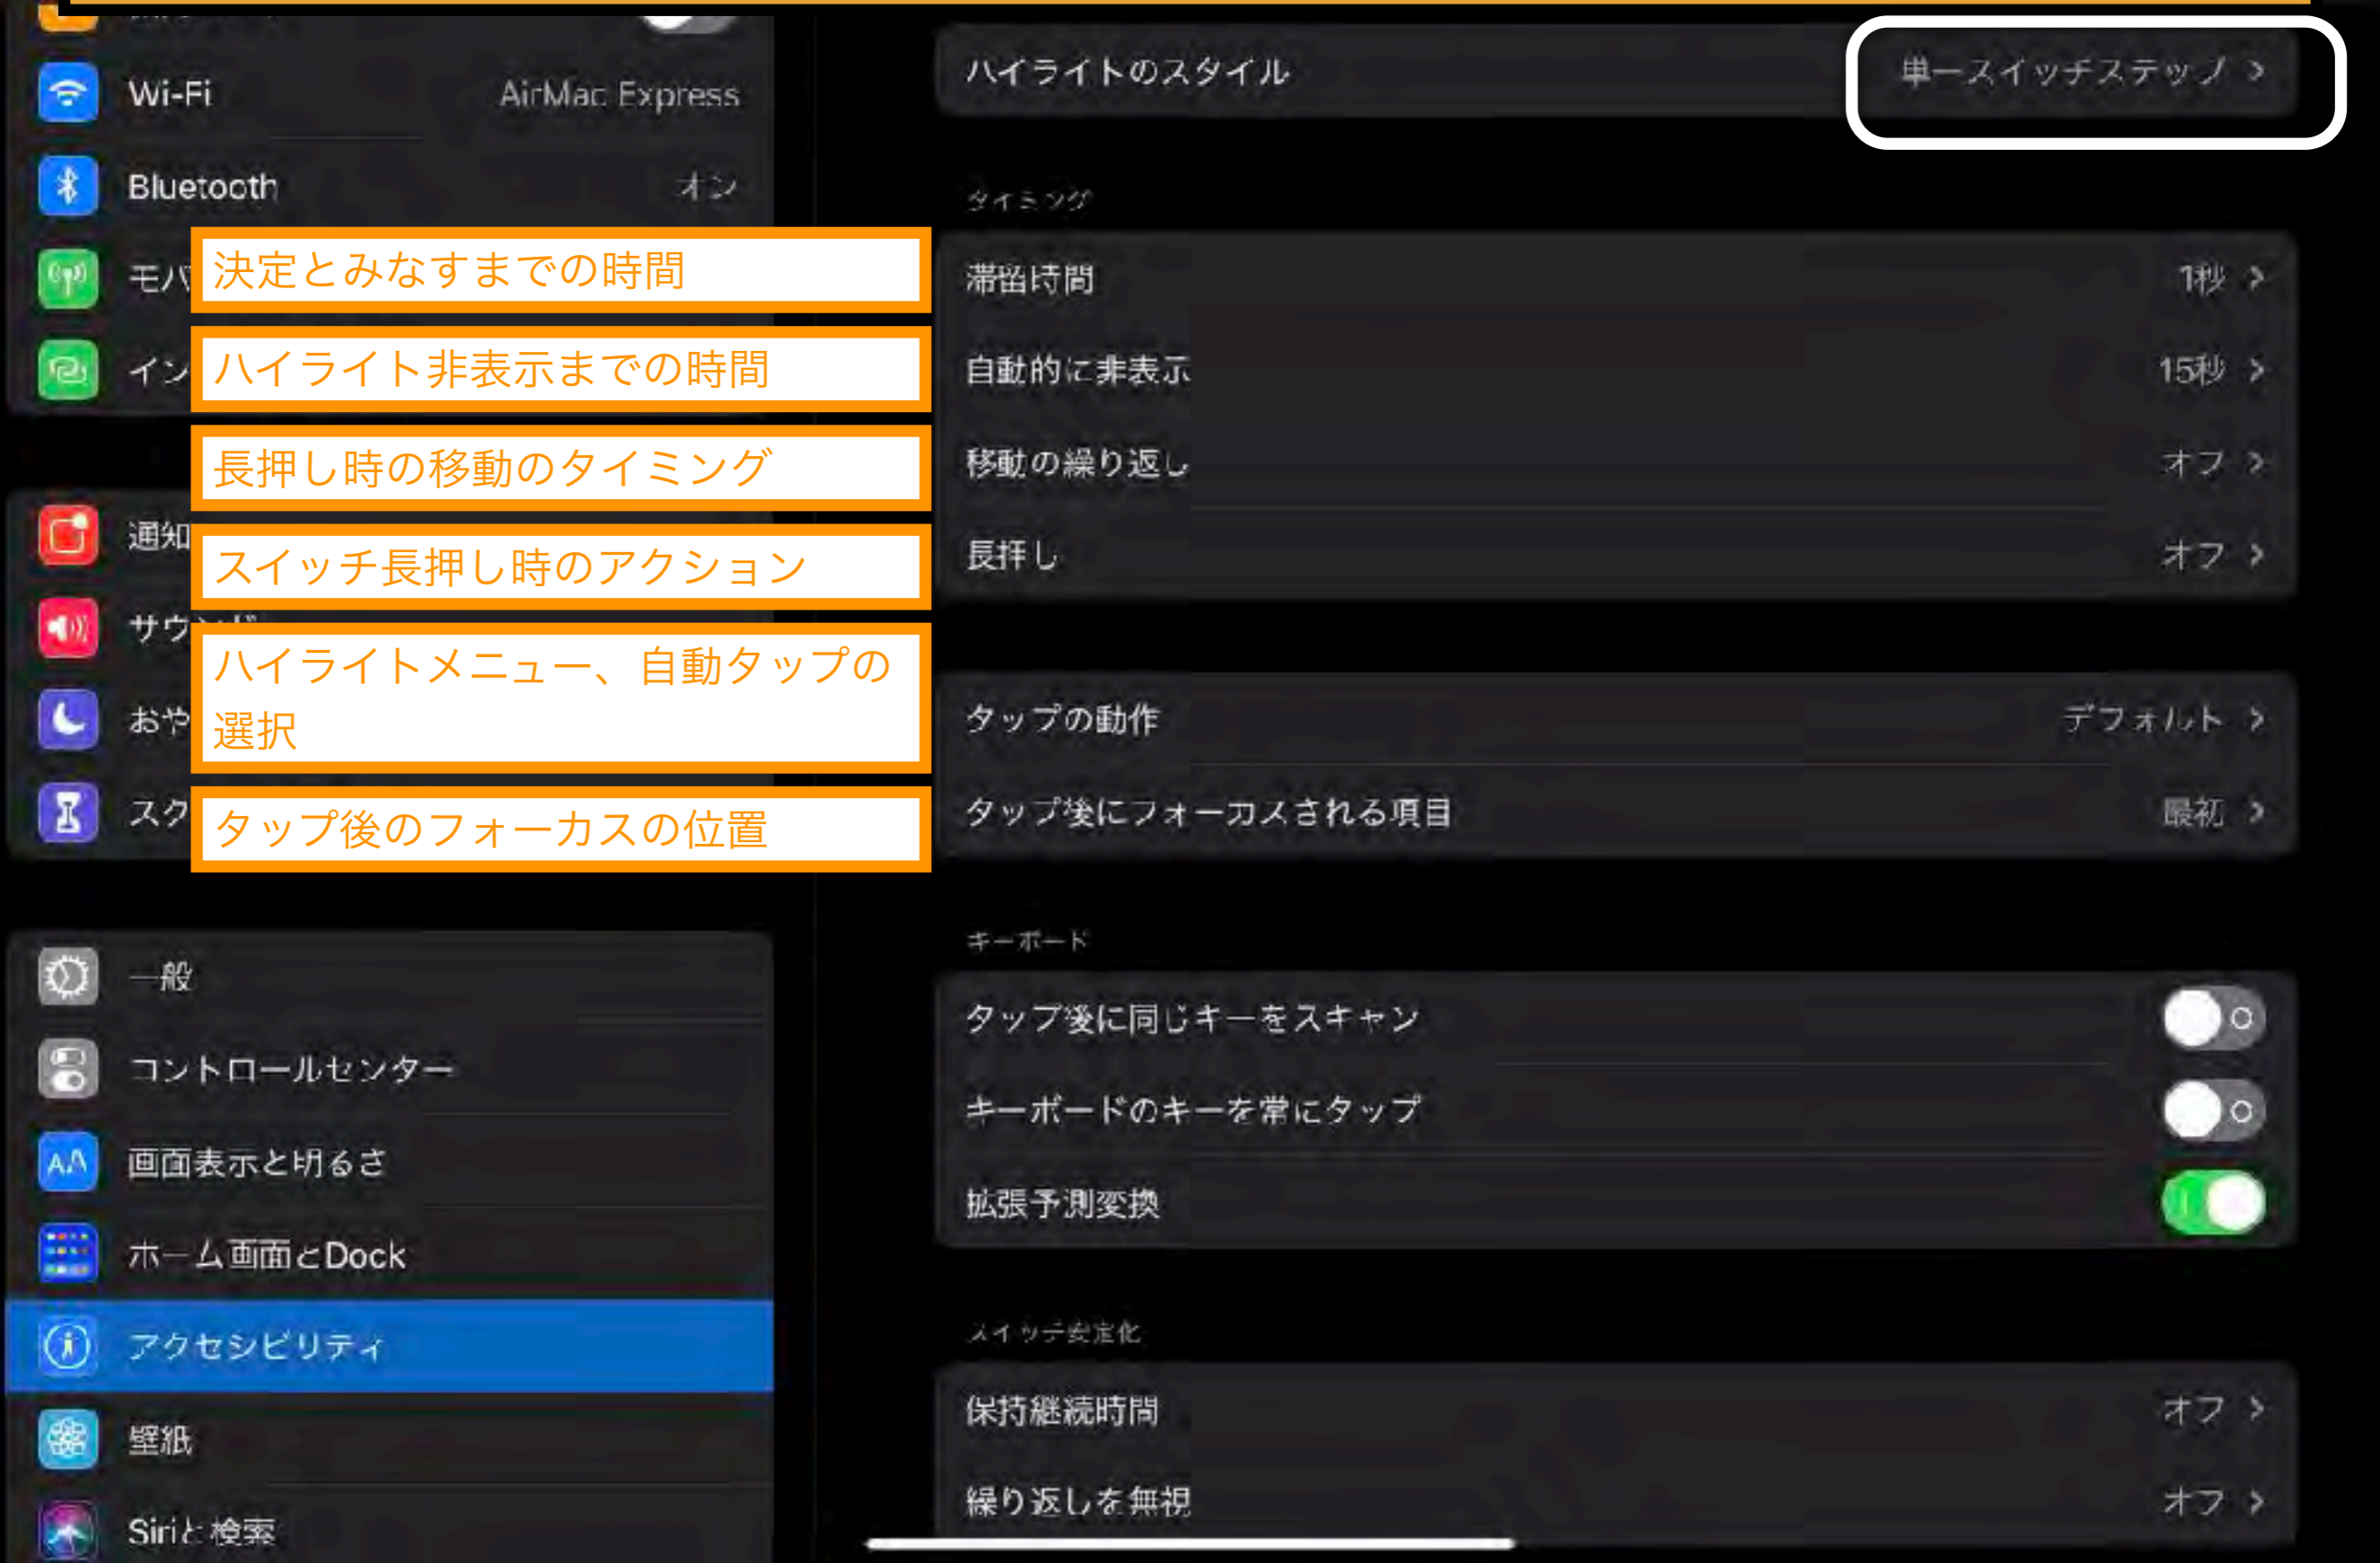 Wi-Fi
AirMac Express
Bluetooth
オン
モバ
イン
通知
サウンド
おや
スク
一般
コントロールセンター
画面表示と明るさ
ホーム画面とDock
アクセシビリティ
壁紙
Siriと検索
決定とみなすまでの時間
ハイライト非表示までの時間
長押し時の移動のタイミング
スイッチ長押し時のアクション
ハイライトメニュー、自動タップの
選択
タップ後のフォーカスの位置
ハイライトのスタイル
単一スイッチステップ
タイミング
滞留時間
1秒
自動的に非表示
15秒
移動の繰り返し
オフ
長押し
オフ
タップの動作
デフォルト
タップ後にフォーカスされる項目
最初
キーボード
タップ後に同じキーをスキャン
キーボードのキーを常にタップ
拡張予測変換
スイッチ安定化
保持継続時間
オフ
繰り返しを無視
オフ